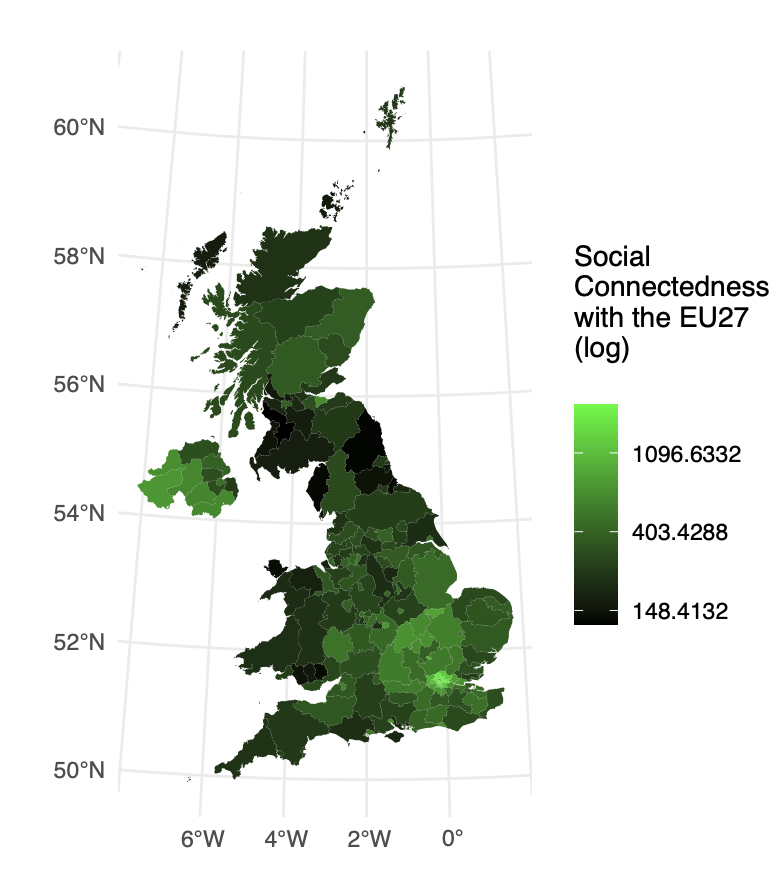 60°N
58°N
56°N
54°N
52°N
50°N
6°W 4°W 2°W 0°
Social
Connectedness
with the EU27
(log)
1096.6332
403.4288
148.4132